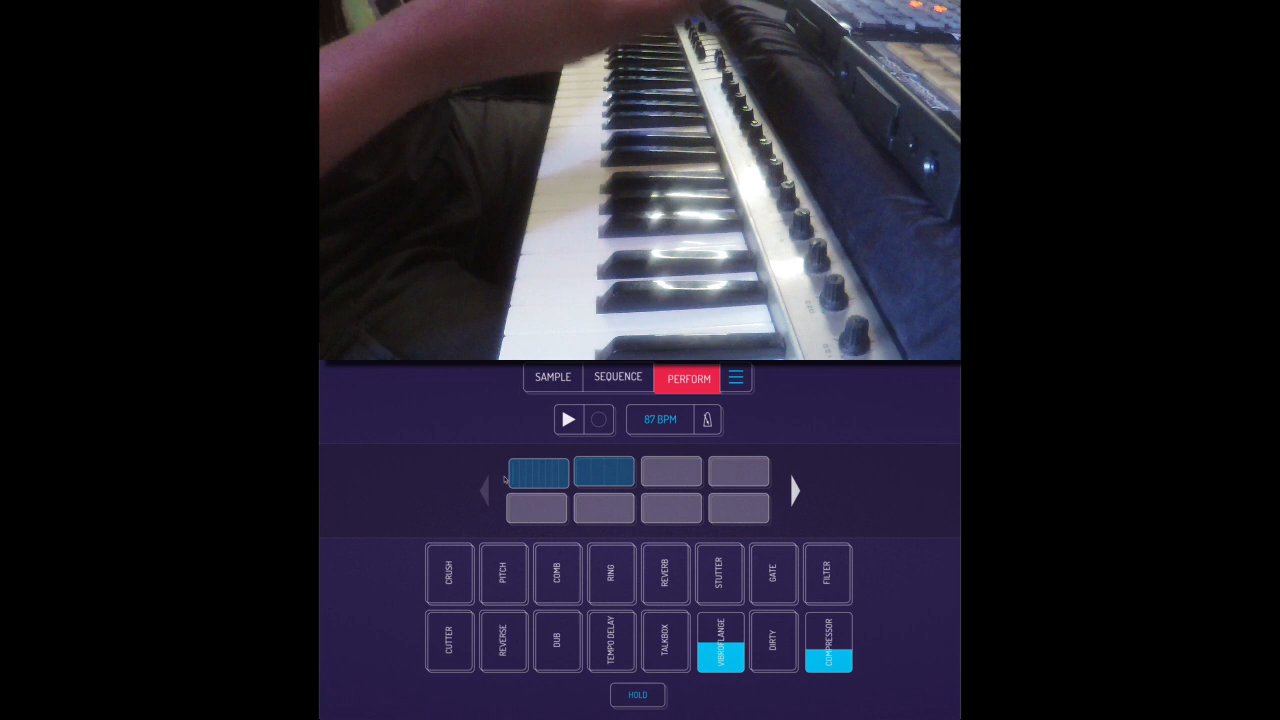 SAMPLE SEQUENCE PERFORM
87 BPM
CRUSH PITCH COMB RING REVERB STUTTER GATE FILTER
CUTTER REVERSE DUB TEMPO DELAY TALKBOX VIBROFLANGE DIRTY COMPRESSOR
HOLD